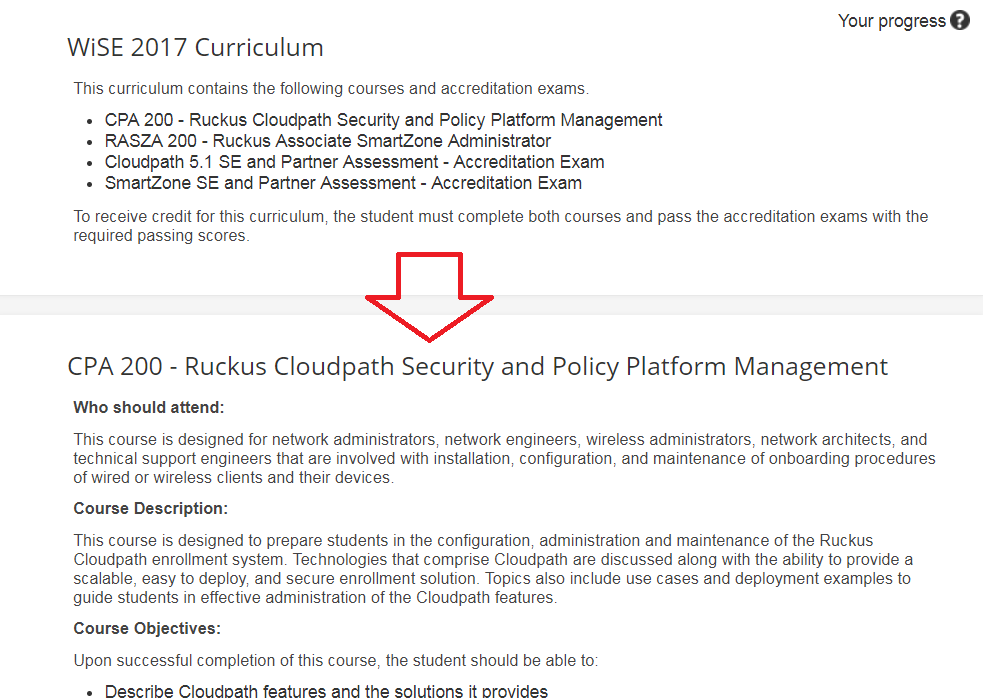 Your progress ?
WiSE 2017 Curriculum
This curriculum contains the following courses and accreditation exams.
• CPA 200 - Ruckus Cloudpath Security and Policy Platform Management
• RASZA 200 - Ruckus Associate SmartZone Administrator
• Cloudpath 5.1 SE and Partner Assessment - Accreditation Exam
• SmartZone SE and Partner Assessment - Accreditation Exam
To receive credit for this curriculum, the student must complete both courses and pass the accreditation exams with the
required passing scores.
CPA 200 - Ruckus Cloudpath Security and Policy Platform Management
Who should attend:
This course is designed for network administrators, network engineers, wireless administrators, network architects, and
technical support engineers that are involved with installation, configuration, and maintenance of onboarding procedures
of wired or wireless clients and their devices.
Course Description:
This course is designed to prepare students in the configuration, administration and maintenance of the Ruckus
Cloudpath enrollment system. Technologies that comprise Cloudpath are discussed along with the ability to provide a
scalable, easy to deploy, and secure enrollment solution. Topics also include use cases and deployment examples to
guide students in effective administration of the Cloudpath features.
Course Objectives:
Upon successful completion of this course, the student should be able to:
• Describe Cloudpath features and the solutions it provides